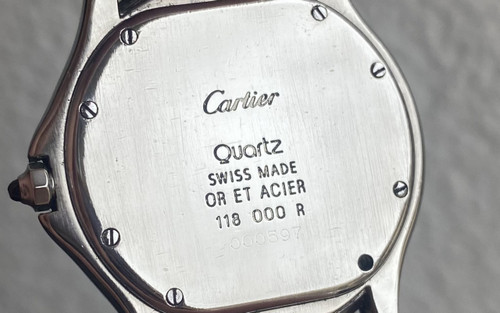 Cartier
Quartz
SWISS MADE
OR ET ACIER
118 000 R